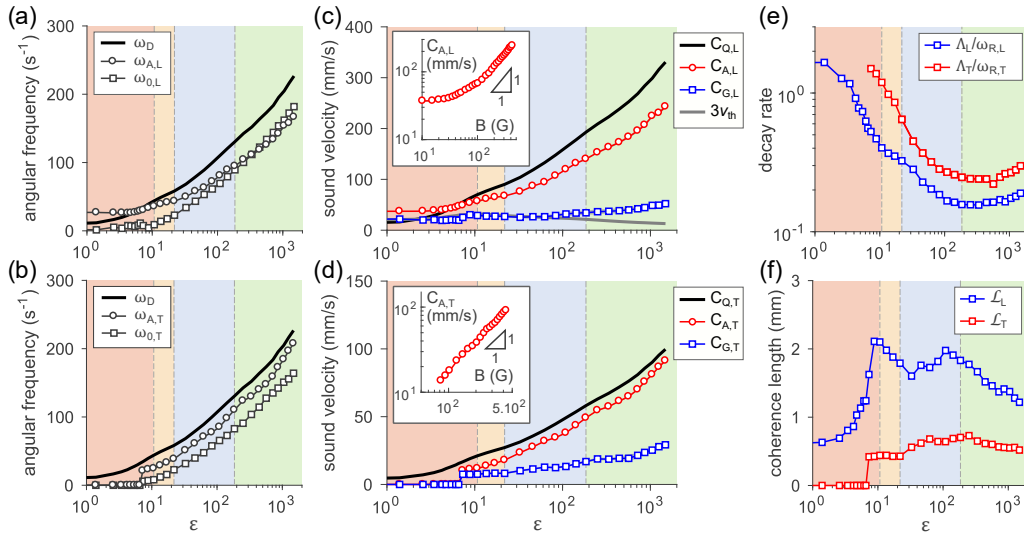 (a)
angular frequency (s⁻¹)
300
200
100
0
10⁰
10¹
10²
10³
ω_D
ω_A,L
ω_0,L
(c)
sound velocity (mm/s)
400
300
200
100
0
10⁰
10¹
10²
10³
C_A,L
(mm/s)
10²
10¹
10¹
10²
B (G)
1
1
C_Q,L
C_A,L
C_G,L
3v_th
(e)
decay rate
10⁰
10⁻¹
10⁰
10¹
10²
10³
Λ_L/ω_R,L
Λ_T/ω_R,T
(b)
angular frequency (s⁻¹)
300
200
100
0
10⁰
10¹
10²
10³
ε
ω_D
ω_A,T
ω_0,T
(d)
sound velocity (mm/s)
150
100
50
0
10⁰
10¹
10²
10³
ε
C_A,T
(mm/s)
10²
10¹
10²
5.10²
B (G)
1
1
C_Q,T
C_A,T
C_G,T
(f)
coherence length (mm)
3
2
1
0
10⁰
10¹
10²
10³
ε
ℒ_L
ℒ_T